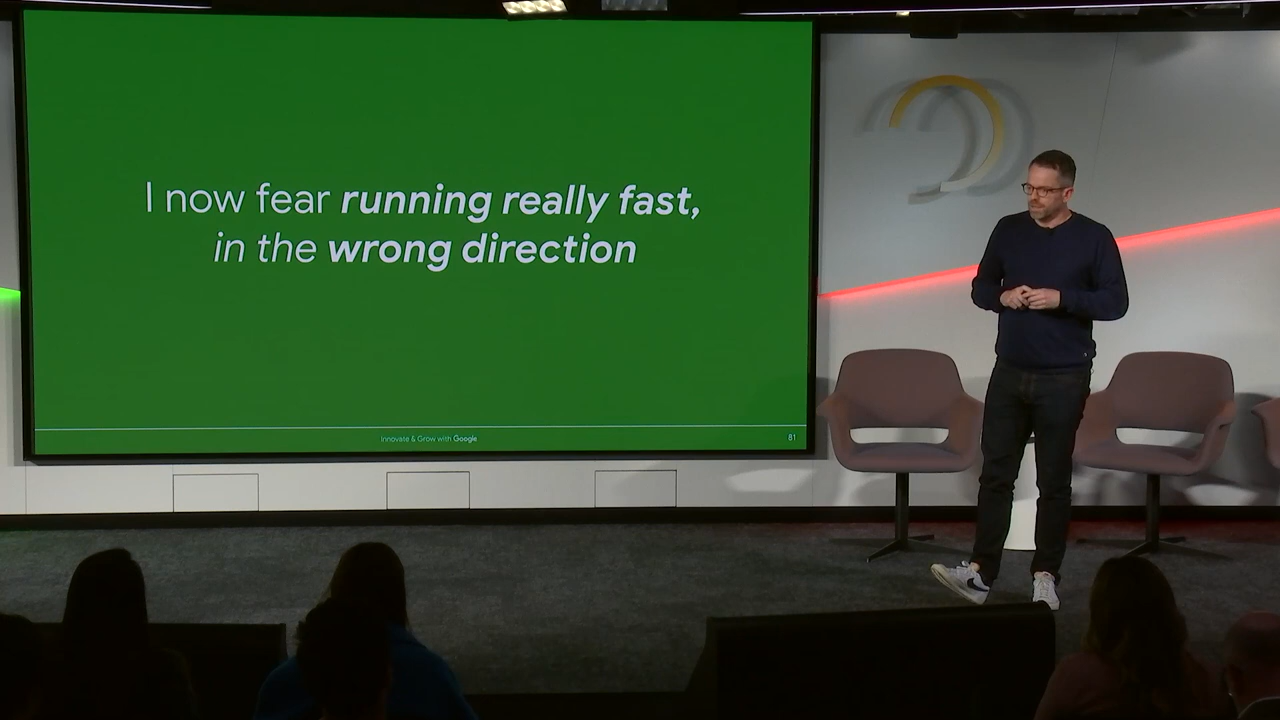 I now fear running really fast,
in the wrong direction
Innovate & Grow with Google
81